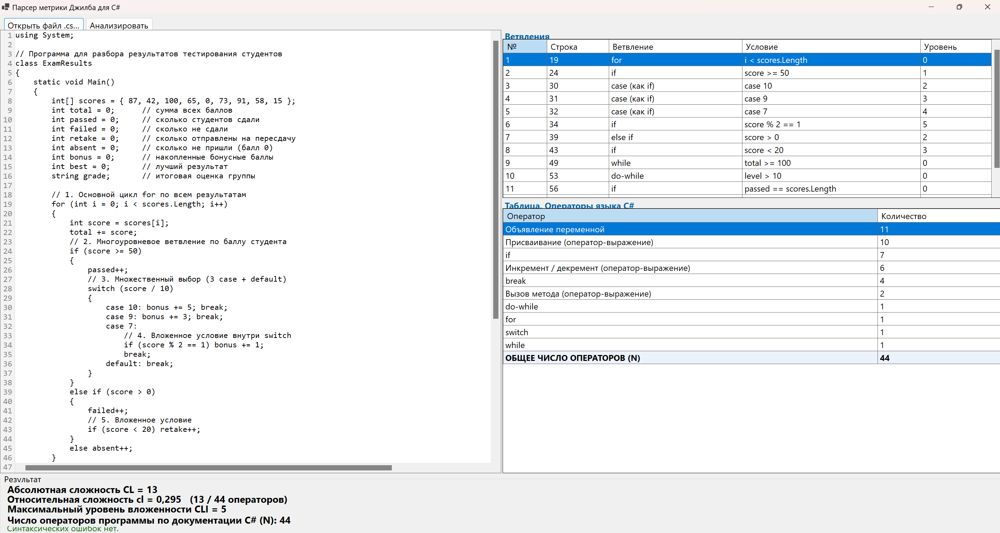 Парсер метрики Джилба для C#
Открыть файл .cs... Анализировать
1 using System;
2
3 // Программа для разбора результатов тестирования студентов
4 class ExamResults
5 {
6 static void Main()
7 {
8 int[] scores = { 87, 42, 100, 65, 0, 73, 91, 58, 15 };
9 int total = 0; // сумма всех баллов
10 int passed = 0; // сколько студентов сдали
11 int failed = 0; // сколько не сдали
12 int retake = 0; // сколько отправлены на пересдачу
13 int absent = 0; // сколько не пришли (балл 0)
14 int bonus = 0; // накопленные бонусные баллы
15 int best = 0; // лучший результат
16 string grade; // итоговая оценка группы
17
18 // 1. Основной цикл for по всем результатам
19 for (int i = 0; i < scores.Length; i++)
20 {
21 int score = scores[i];
22 total += score;
23 // 2. Многоуровневое ветвление по баллу студента
24 if (score >= 50)
25 {
26 passed++;
27 // 3. Множественный выбор (3 case + default)
28 switch (score / 10)
29 {
30 case 10: bonus += 5; break;
31 case 9: bonus += 3; break;
32 case 7:
33 // 4. Вложенное условие внутри switch
34 if (score % 2 == 1) bonus += 1;
35 break;
36 default: break;
37 }
38 }
39 else if (score > 0)
40 {
41 failed++;
42 // 5. Вложенное условие
43 if (score < 20) retake++;
44 }
45 else absent++;
46 }
47
Ветвления
№ Строка Ветвление Условие Уровень
1 19 for i < scores.Length 0
2 24 if score >= 50 1
3 30 case (как if) case 10 2
4 31 case (как if) case 9 3
5 32 case (как if) case 7 4
6 34 if score % 2 == 1 5
7 39 else if score > 0 2
8 43 if score < 20 3
9 49 while total >= 100 0
10 53 do-while level > 10 0
11 56 if passed == scores.Length 0
Таблица. Операторы языка C#
Оператор Количество
Объявление переменной 11
Присваивание (оператор-выражение) 10
if 7
Инкремент / декремент (оператор-выражение) 6
break 4
Вызов метода (оператор-выражение) 2
do-while 1
for 1
switch 1
while 1
ОБЩЕЕ ЧИСЛО ОПЕРАТОРОВ (N) 44
Результат
Абсолютная сложность CL = 13
Относительная сложность cl = 0,295 (13 / 44 операторов)
Максимальный уровень вложенности CLI = 5
Число операторов программы по документации C# (N): 44
Синтаксических ошибок нет.